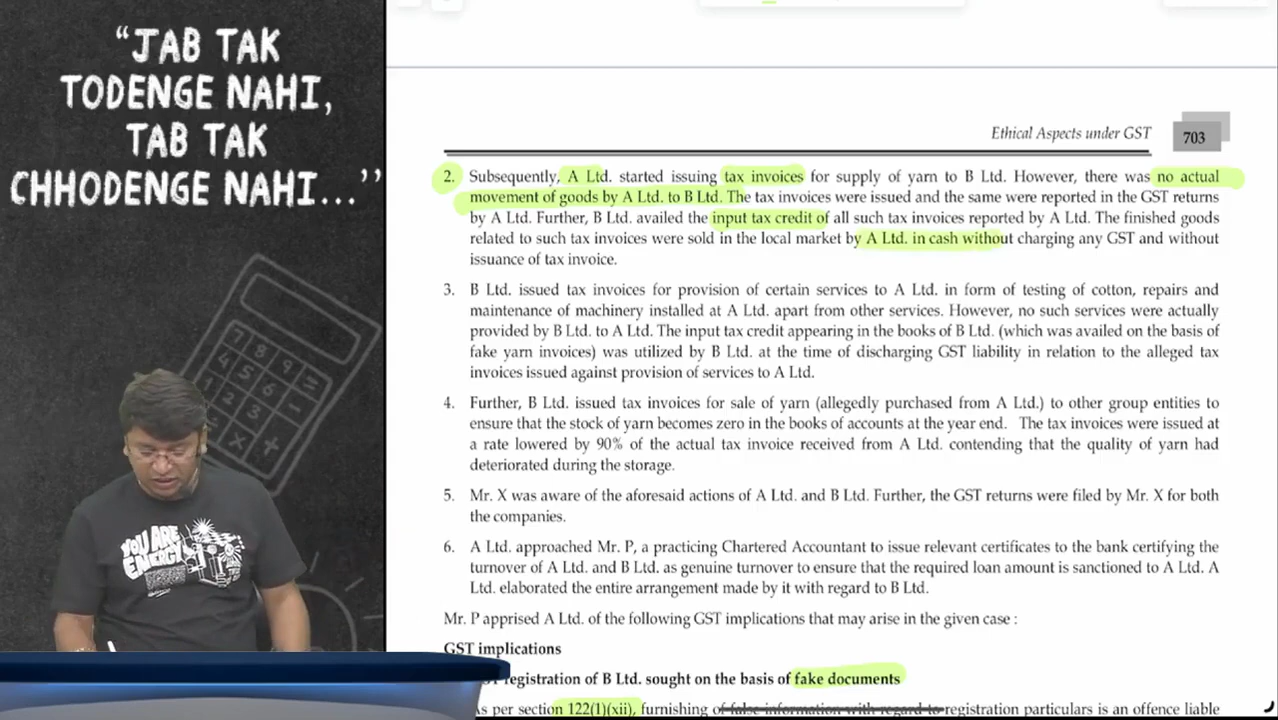 “JAB TAK
TODENGE NAHI,
TAB TAK
CHHODENGE NAHI...’’
Ethical Aspects under GST 703
2. Subsequently, A Ltd. started issuing tax invoices for supply of yarn to B Ltd. However, there was no actual
movement of goods by A Ltd. to B Ltd. The tax invoices were issued and the same were reported in the GST returns
by A Ltd. Further, B Ltd. availed the input tax credit of all such tax invoices reported by A Ltd. The finished goods
related to such tax invoices were sold in the local market by A Ltd. in cash without charging any GST and without
issuance of tax invoice.
3. B Ltd. issued tax invoices for provision of certain services to A Ltd. in form of testing of cotton, repairs and
maintenance of machinery installed at A Ltd. apart from other services. However, no such services were actually
provided by B Ltd. to A Ltd. The input tax credit appearing in the books of B Ltd. (which was availed on the basis of
fake yarn invoices) was utilized by B Ltd. at the time of discharging GST liability in relation to the alleged tax
invoices issued against provision of services to A Ltd.
4. Further, B Ltd. issued tax invoices for sale of yarn (allegedly purchased from A Ltd.) to other group entities to
ensure that the stock of yarn becomes zero in the books of accounts at the year end. The tax invoices were issued at
a rate lowered by 90% of the actual tax invoice received from A Ltd. contending that the quality of yarn had
deteriorated during the storage.
5. Mr. X was aware of the aforesaid actions of A Ltd. and B Ltd. Further, the GST returns were filed by Mr. X for both
the companies.
6. A Ltd. approached Mr. P, a practicing Chartered Accountant to issue relevant certificates to the bank certifying the
turnover of A Ltd. and B Ltd. as genuine turnover to ensure that the required loan amount is sanctioned to A Ltd. A
Ltd. elaborated the entire arrangement made by it with regard to B Ltd.
Mr. P apprised A Ltd. of the following GST implications that may arise in the given case :
GST implications
registration of B Ltd. sought on the basis of fake documents
As per section 122(1)(xii), furnishing of false information with regard to registration particulars is an offence liable
YOU ARE
ENERGY
7 8 9 =
4 5 6 −
1 2 3
X +